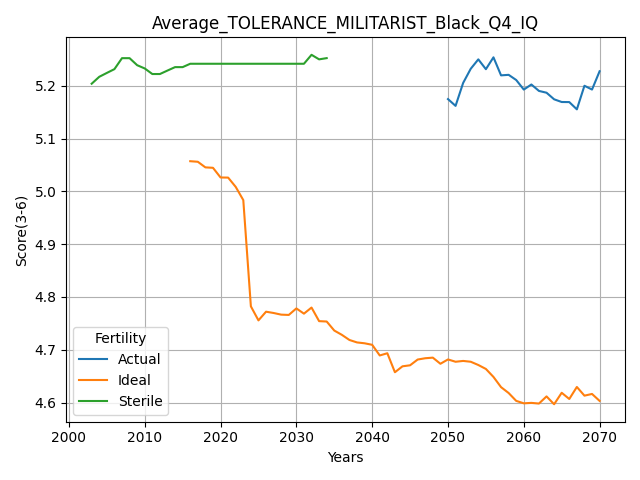 Average_TOLERANCE_MILITARIST_Black_Q4_IQ
Score(3-6)
5.2
5.1
5.0
4.9
4.8
4.7
4.6
Fertility
Actual
Ideal
Sterile
2000 2010 2020 2030 2040 2050 2060 2070
Years